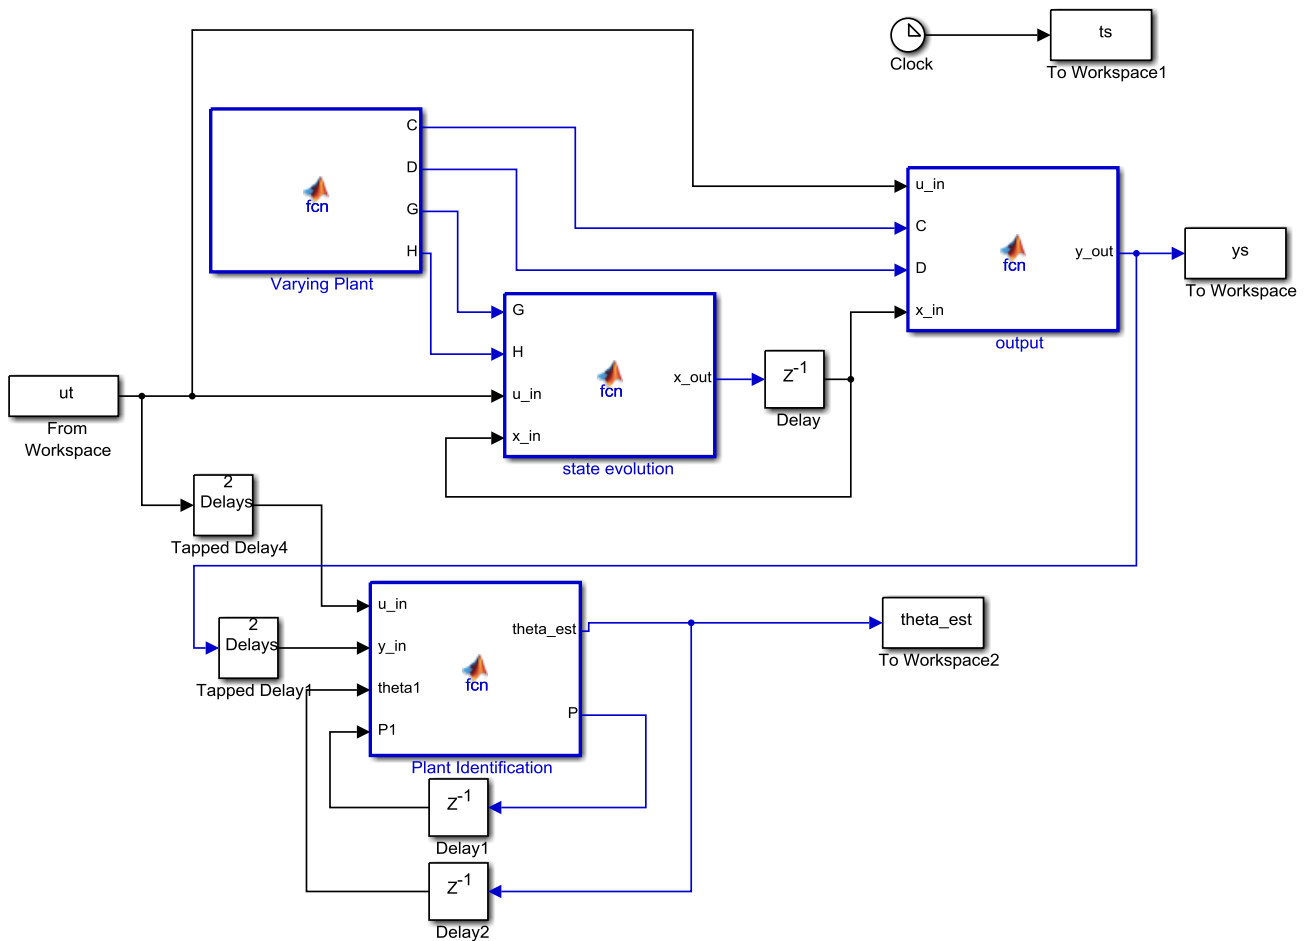 ts
Clock
To Workspace1
C
D
G
H
fcn
Varying Plant
u_in
C
D
x_in
fcn
y_out
output
ys
To Workspace
G
H
u_in
x_in
fcn
x_out
state evolution
Z-1
Delay
ut
From
Workspace
2
Delays
Tapped Delay4
2
Delays
Tapped Delay1
u_in
y_in
theta1
P1
fcn
theta_est
P
Plant Identification
theta_est
To Workspace2
Z-1
Delay1
Z-1
Delay2